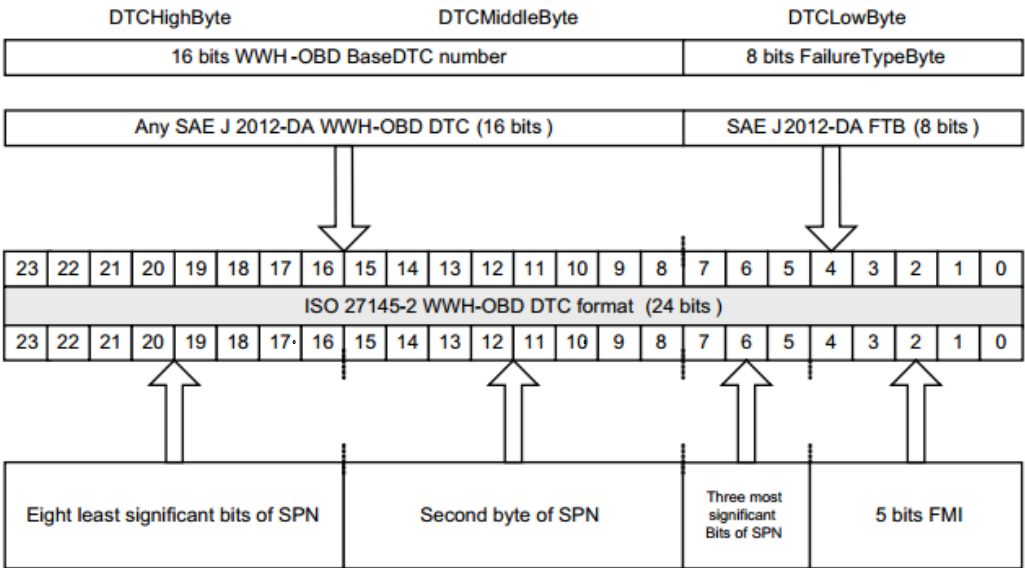 DTCHighByte DTCMiddleByte DTCLowByte
16 bits WWH-OBD BaseDTC number 8 bits FailureTypeByte
Any SAE J 2012-DA WWH-OBD DTC (16 bits ) SAE J2012-DA FTB (8 bits )
23 22 21 20 19 18 17 16 15 14 13 12 11 10 9 8 7 6 5 4 3 2 1 0
ISO 27145-2 WWH-OBD DTC format (24 bits )
23 22 21 20 19 18 17 16 15 14 13 12 11 10 9 8 7 6 5 4 3 2 1 0
Eight least significant bits of SPN
Second byte of SPN
Three most
significant
Bits of SPN
5 bits FMI